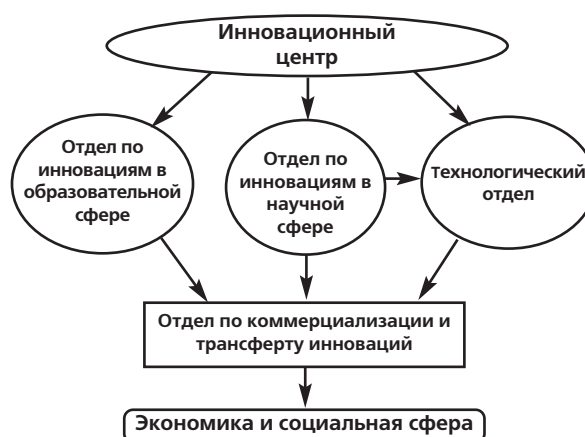 Инновационный
центр
Отдел по
инновациям в
образовательной
сфере
Отдел по
инновациям в
научной
сфере
Технологический
отдел
Отдел по коммерциализации и
трансферту инноваций
Экономика и социальная сфера